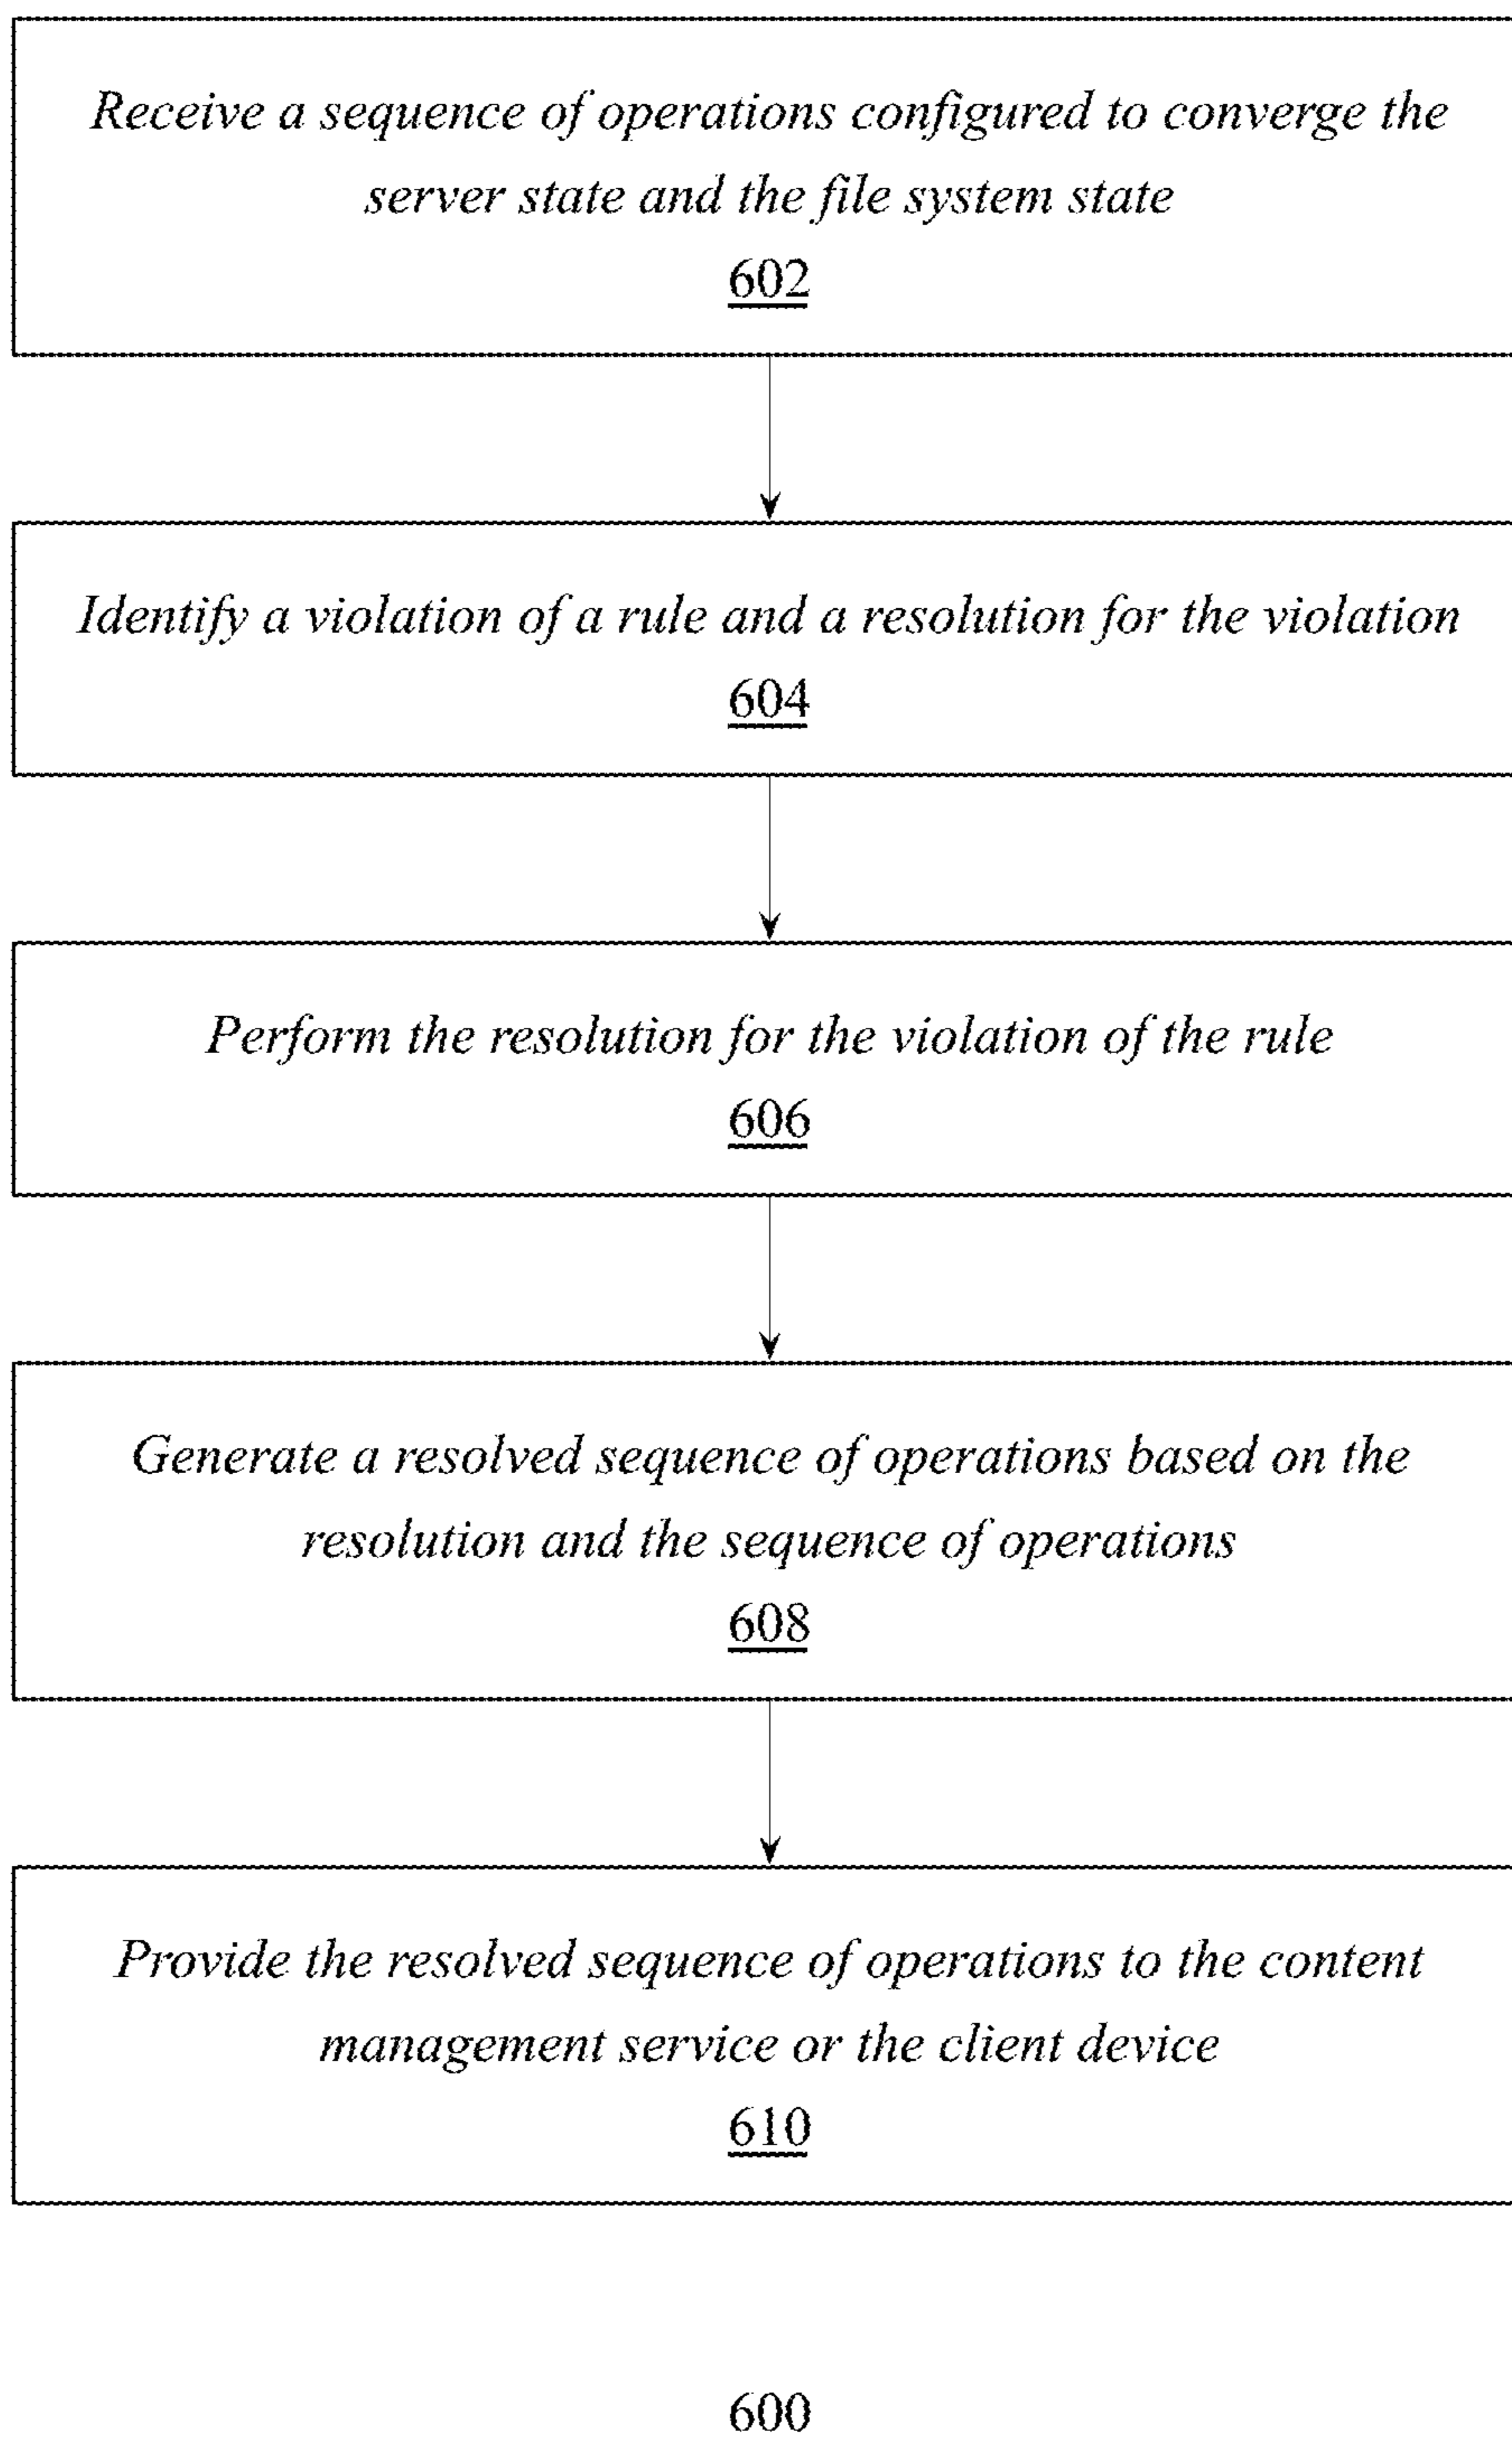 Receive a sequence of operations configured to converge the
server state and the file system state
602
Identify a violation of a rule and a resolution for the violation
604
Perform the resolution for the violation of the rule
606
Generate a resolved sequence of operations based on the
resolution and the sequence of operations
608
Provide the resolved sequence of operations to the content
management service or the client device
610
600